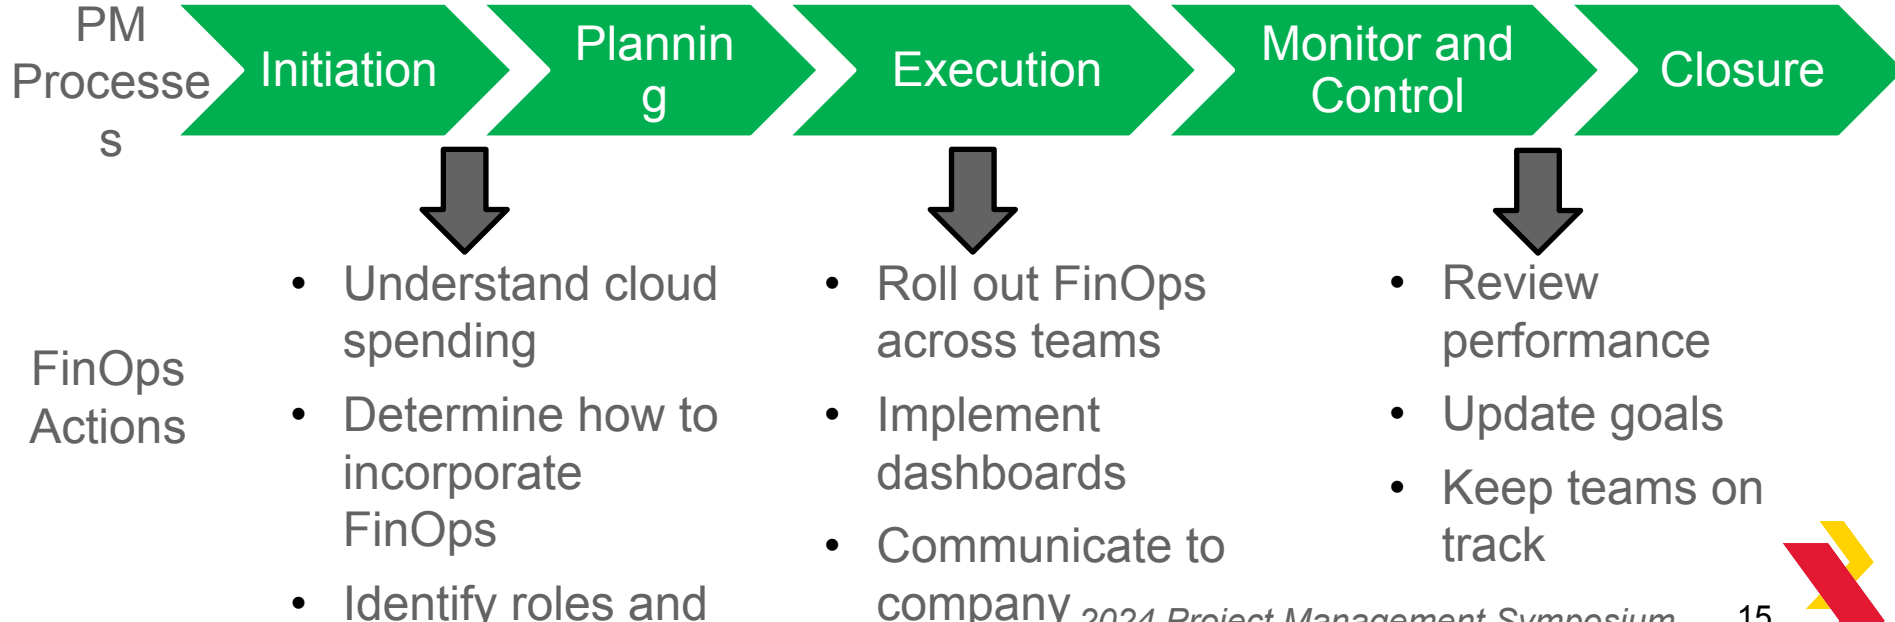 PM
Processe
s
Initiation
Plannin
g
Execution
Monitor and
Control
Closure
FinOps
Actions
• Understand cloud
spending
• Determine how to
incorporate
FinOps
• Identify roles and
• Roll out FinOps
across teams
• Implement
dashboards
• Communicate to
company
• Review
performance
• Update goals
• Keep teams on
track
2024 Project Management Symposium
15